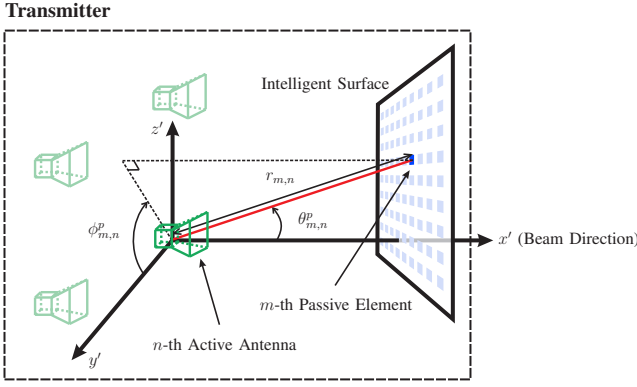 Transmitter
Intelligent Surface
z′
r_{m,n}
ϕ^p_{m,n}
θ^p_{m,n}
x′ (Beam Direction)
m-th Passive Element
n-th Active Antenna
y′